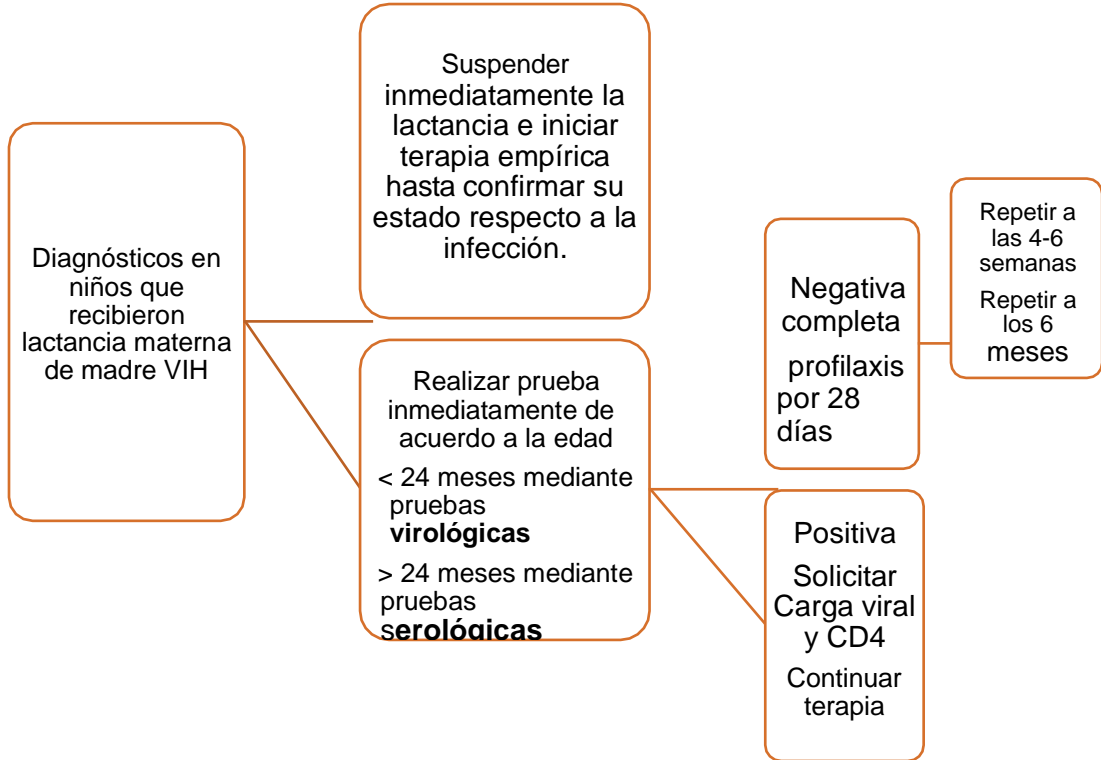 Diagnósticos en
niños que
recibieron
lactancia materna
de madre VIH
Suspender
inmediatamente la
lactancia e iniciar
terapia empírica
hasta confirmar su
estado respecto a la
infección.
Realizar prueba
inmediatamente de
acuerdo a la edad
< 24 meses mediante
pruebas
virológicas
> 24 meses mediante
pruebas
serológicas
Negativa
completa
profilaxis
por 28
días
Repetir a
las 4-6
semanas
Repetir a
los 6
meses
Positiva
Solicitar
Carga viral
y CD4
Continuar
terapia